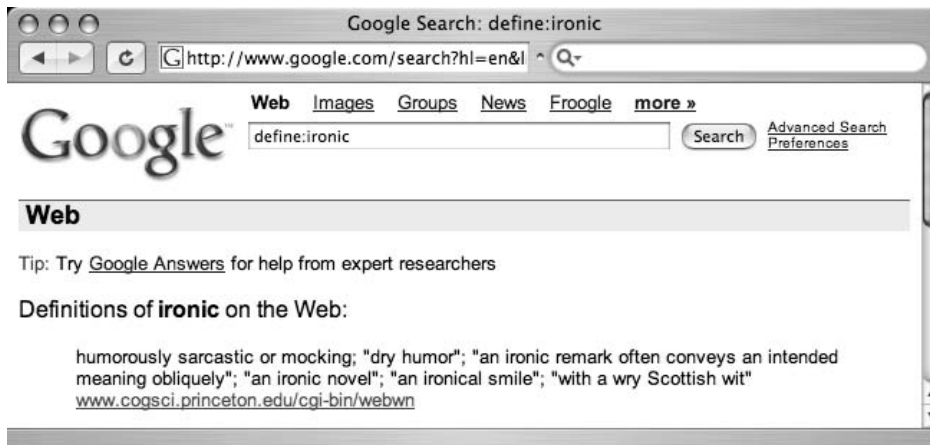 Google Search: define:ironic
http://www.google.com/search?hl=en&l
Web Images Groups News Froogle more »
Google™
define:ironic Search Advanced Search
Preferences
Web
Tip: Try Google Answers for help from expert researchers
Definitions of ironic on the Web:
humorously sarcastic or mocking; "dry humor"; "an ironic remark often conveys an intended
meaning obliquely"; "an ironic novel"; "an ironical smile"; "with a wry Scottish wit"
www.cogsci.princeton.edu/cgi-bin/webwn